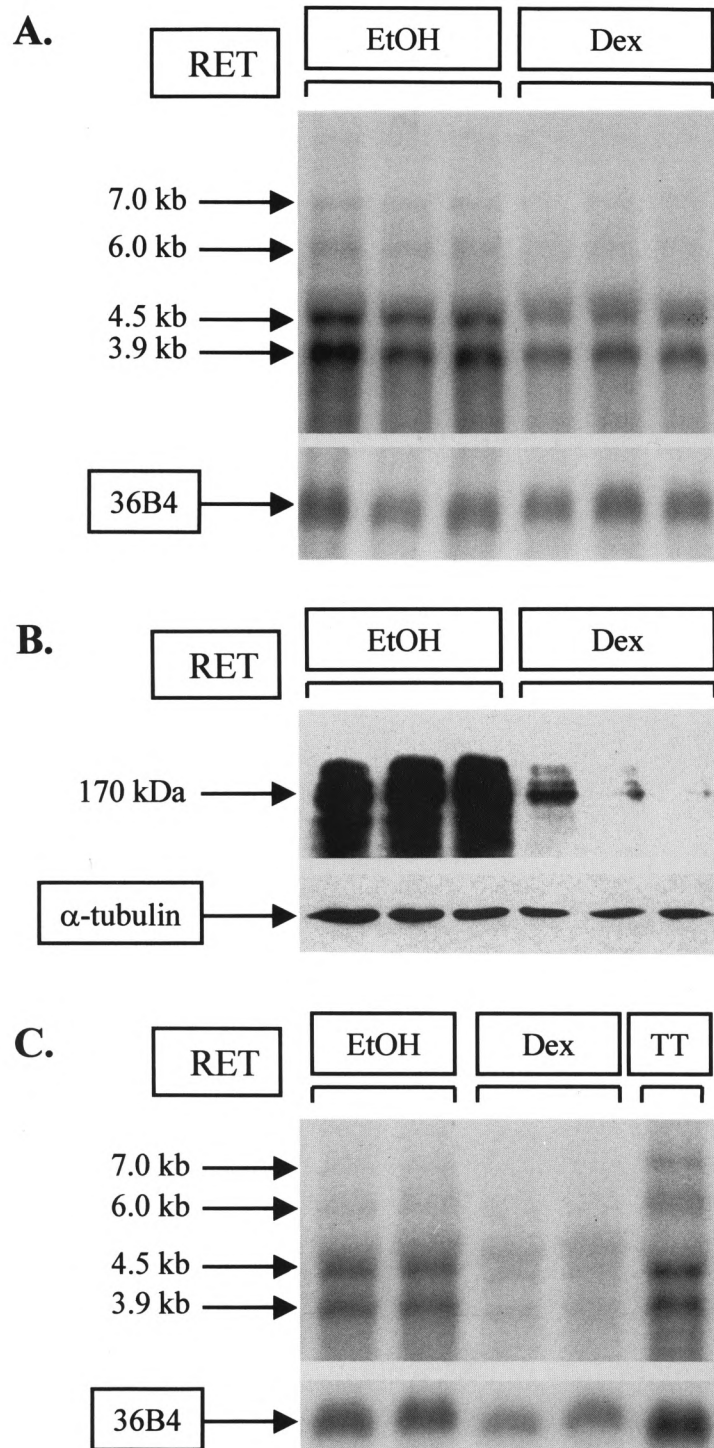 A.
RET EtOH Dex
7.0 kb
6.0 kb
4.5 kb
3.9 kb
36B4
B.
RET EtOH Dex
170 kDa
α-tubulin
C.
RET EtOH Dex TT
7.0 kb
6.0 kb
4.5 kb
3.9 kb
36B4